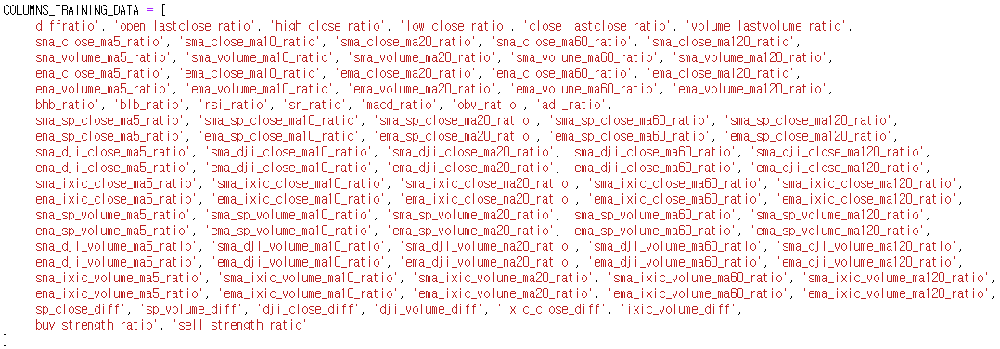 COLUMNS_TRAINING_DATA = [
'diffratio', 'open_lastclose_ratio', 'high_close_ratio', 'low_close_ratio', 'close_lastclose_ratio', 'volume_lastvolume_ratio',
'sma_close_ma5_ratio', 'sma_close_ma10_ratio', 'sma_close_ma20_ratio', 'sma_close_ma60_ratio', 'sma_close_ma120_ratio',
'sma_volume_ma5_ratio', 'sma_volume_ma10_ratio', 'sma_volume_ma20_ratio', 'sma_volume_ma60_ratio', 'sma_volume_ma120_ratio',
'ema_close_ma5_ratio', 'ema_close_ma10_ratio', 'ema_close_ma20_ratio', 'ema_close_ma60_ratio', 'ema_close_ma120_ratio',
'ema_volume_ma5_ratio', 'ema_volume_ma10_ratio', 'ema_volume_ma20_ratio', 'ema_volume_ma60_ratio', 'ema_volume_ma120_ratio',
'bhb_ratio', 'blb_ratio', 'rsi_ratio', 'sr_ratio', 'macd_ratio', 'obv_ratio', 'adi_ratio',
'sma_sp_close_ma5_ratio', 'sma_sp_close_ma10_ratio', 'sma_sp_close_ma20_ratio', 'sma_sp_close_ma60_ratio', 'sma_sp_close_ma120_ratio',
'ema_sp_close_ma5_ratio', 'ema_sp_close_ma10_ratio', 'ema_sp_close_ma20_ratio', 'ema_sp_close_ma60_ratio', 'ema_sp_close_ma120_ratio',
'sma_dji_close_ma5_ratio', 'sma_dji_close_ma10_ratio', 'sma_dji_close_ma20_ratio', 'sma_dji_close_ma60_ratio', 'sma_dji_close_ma120_ratio',
'ema_dji_close_ma5_ratio', 'ema_dji_close_ma10_ratio', 'ema_dji_close_ma20_ratio', 'ema_dji_close_ma60_ratio', 'ema_dji_close_ma120_ratio',
'sma_ixic_close_ma5_ratio', 'sma_ixic_close_ma10_ratio', 'sma_ixic_close_ma20_ratio', 'sma_ixic_close_ma60_ratio', 'sma_ixic_close_ma120_ratio',
'ema_ixic_close_ma5_ratio', 'ema_ixic_close_ma10_ratio', 'ema_ixic_close_ma20_ratio', 'ema_ixic_close_ma60_ratio', 'ema_ixic_close_ma120_ratio',
'sma_sp_volume_ma5_ratio', 'sma_sp_volume_ma10_ratio', 'sma_sp_volume_ma20_ratio', 'sma_sp_volume_ma60_ratio', 'sma_sp_volume_ma120_ratio',
'ema_sp_volume_ma5_ratio', 'ema_sp_volume_ma10_ratio', 'ema_sp_volume_ma20_ratio', 'ema_sp_volume_ma60_ratio', 'ema_sp_volume_ma120_ratio',
'sma_dji_volume_ma5_ratio', 'sma_dji_volume_ma10_ratio', 'sma_dji_volume_ma20_ratio', 'sma_dji_volume_ma60_ratio', 'sma_dji_volume_ma120_ratio',
'ema_dji_volume_ma5_ratio', 'ema_dji_volume_ma10_ratio', 'ema_dji_volume_ma20_ratio', 'ema_dji_volume_ma60_ratio', 'ema_dji_volume_ma120_ratio',
'sma_ixic_volume_ma5_ratio', 'sma_ixic_volume_ma10_ratio', 'sma_ixic_volume_ma20_ratio', 'sma_ixic_volume_ma60_ratio', 'sma_ixic_volume_ma120_ratio',
'ema_ixic_volume_ma5_ratio', 'ema_ixic_volume_ma10_ratio', 'ema_ixic_volume_ma20_ratio', 'ema_ixic_volume_ma60_ratio', 'ema_ixic_volume_ma120_ratio',
'sp_close_diff', 'sp_volume_diff', 'dji_close_diff', 'dji_volume_diff', 'ixic_close_diff', 'ixic_volume_diff',
'buy_strength_ratio', 'sell_strength_ratio'
]